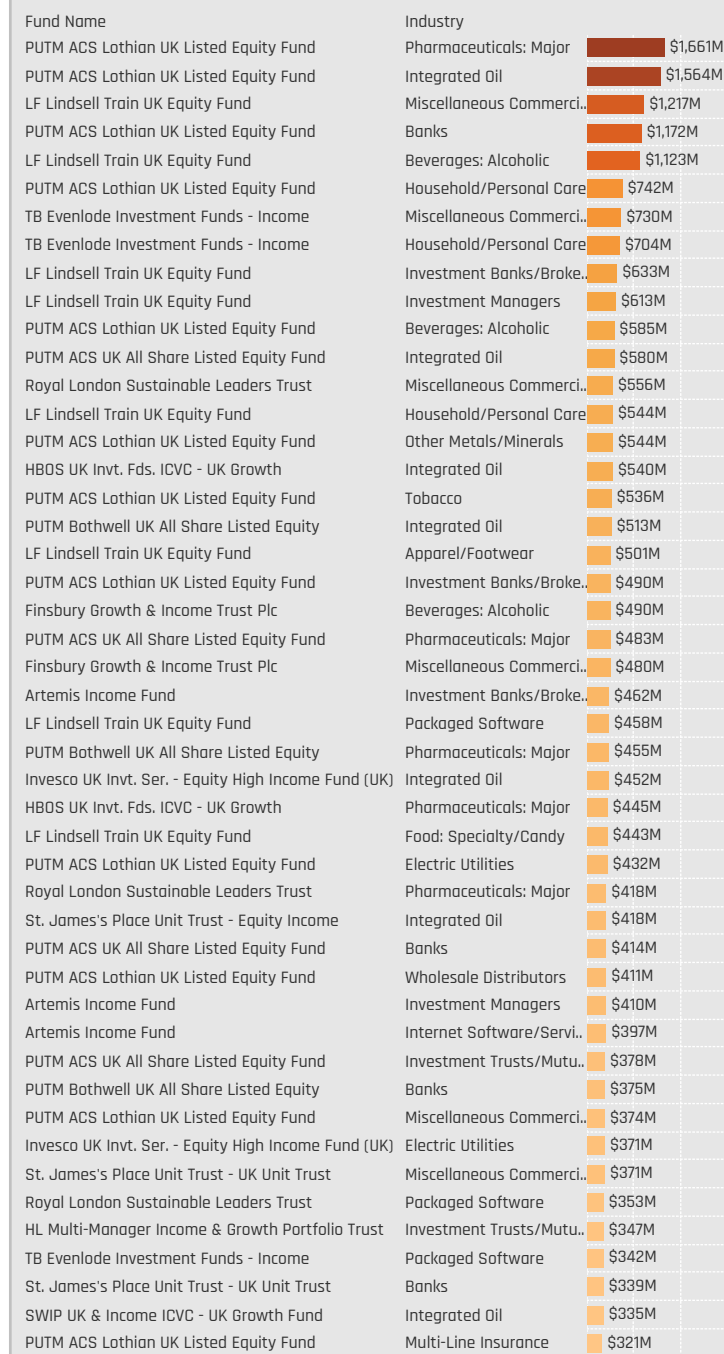 Fund Name Industry
PUTM ACS Lothian UK Listed Equity Fund Pharmaceuticals: Major $1,661M
PUTM ACS Lothian UK Listed Equity Fund Integrated Oil $1,564M
LF Lindsell Train UK Equity Fund Miscellaneous Commerci.. $1,217M
PUTM ACS Lothian UK Listed Equity Fund Banks $1,172M
LF Lindsell Train UK Equity Fund Beverages: Alcoholic $1,123M
PUTM ACS Lothian UK Listed Equity Fund Household/Personal Care $742M
TB Evenlode Investment Funds - Income Miscellaneous Commerci.. $730M
TB Evenlode Investment Funds - Income Household/Personal Care $704M
LF Lindsell Train UK Equity Fund Investment Banks/Broke.. $633M
LF Lindsell Train UK Equity Fund Investment Managers $613M
PUTM ACS Lothian UK Listed Equity Fund Beverages: Alcoholic $585M
PUTM ACS UK All Share Listed Equity Fund Integrated Oil $580M
Royal London Sustainable Leaders Trust Miscellaneous Commerci.. $556M
LF Lindsell Train UK Equity Fund Household/Personal Care $544M
PUTM ACS Lothian UK Listed Equity Fund Other Metals/Minerals $544M
HBOS UK Invt. Fds. ICVC - UK Growth Integrated Oil $540M
PUTM ACS Lothian UK Listed Equity Fund Tobacco $536M
PUTM Bothwell UK All Share Listed Equity Integrated Oil $513M
LF Lindsell Train UK Equity Fund Apparel/Footwear $501M
PUTM ACS Lothian UK Listed Equity Fund Investment Banks/Broke.. $490M
Finsbury Growth & Income Trust Plc Beverages: Alcoholic $490M
PUTM ACS UK All Share Listed Equity Fund Pharmaceuticals: Major $483M
Finsbury Growth & Income Trust Plc Miscellaneous Commerci.. $480M
Artemis Income Fund Investment Banks/Broke.. $462M
LF Lindsell Train UK Equity Fund Packaged Software $458M
PUTM Bothwell UK All Share Listed Equity Pharmaceuticals: Major $455M
Invesco UK Invt. Ser. - Equity High Income Fund (UK) Integrated Oil $452M
HBOS UK Invt. Fds. ICVC - UK Growth Pharmaceuticals: Major $445M
LF Lindsell Train UK Equity Fund Food: Specialty/Candy $443M
PUTM ACS Lothian UK Listed Equity Fund Electric Utilities $432M
Royal London Sustainable Leaders Trust Pharmaceuticals: Major $418M
St. James's Place Unit Trust - Equity Income Integrated Oil $418M
PUTM ACS UK All Share Listed Equity Fund Banks $414M
PUTM ACS Lothian UK Listed Equity Fund Wholesale Distributors $411M
Artemis Income Fund Investment Managers $410M
Artemis Income Fund Internet Software/Servi.. $397M
PUTM ACS UK All Share Listed Equity Fund Investment Trusts/Mutu.. $378M
PUTM Bothwell UK All Share Listed Equity Banks $375M
PUTM ACS Lothian UK Listed Equity Fund Miscellaneous Commerci.. $374M
Invesco UK Invt. Ser. - Equity High Income Fund (UK) Electric Utilities $371M
St. James's Place Unit Trust - UK Unit Trust Miscellaneous Commerci.. $371M
Royal London Sustainable Leaders Trust Packaged Software $353M
HL Multi-Manager Income & Growth Portfolio Trust Investment Trusts/Mutu.. $347M
TB Evenlode Investment Funds - Income Packaged Software $342M
St. James's Place Unit Trust - UK Unit Trust Banks $339M
SWIP UK & Income ICVC - UK Growth Fund Integrated Oil $335M
PUTM ACS Lothian UK Listed Equity Fund Multi-Line Insurance $321M